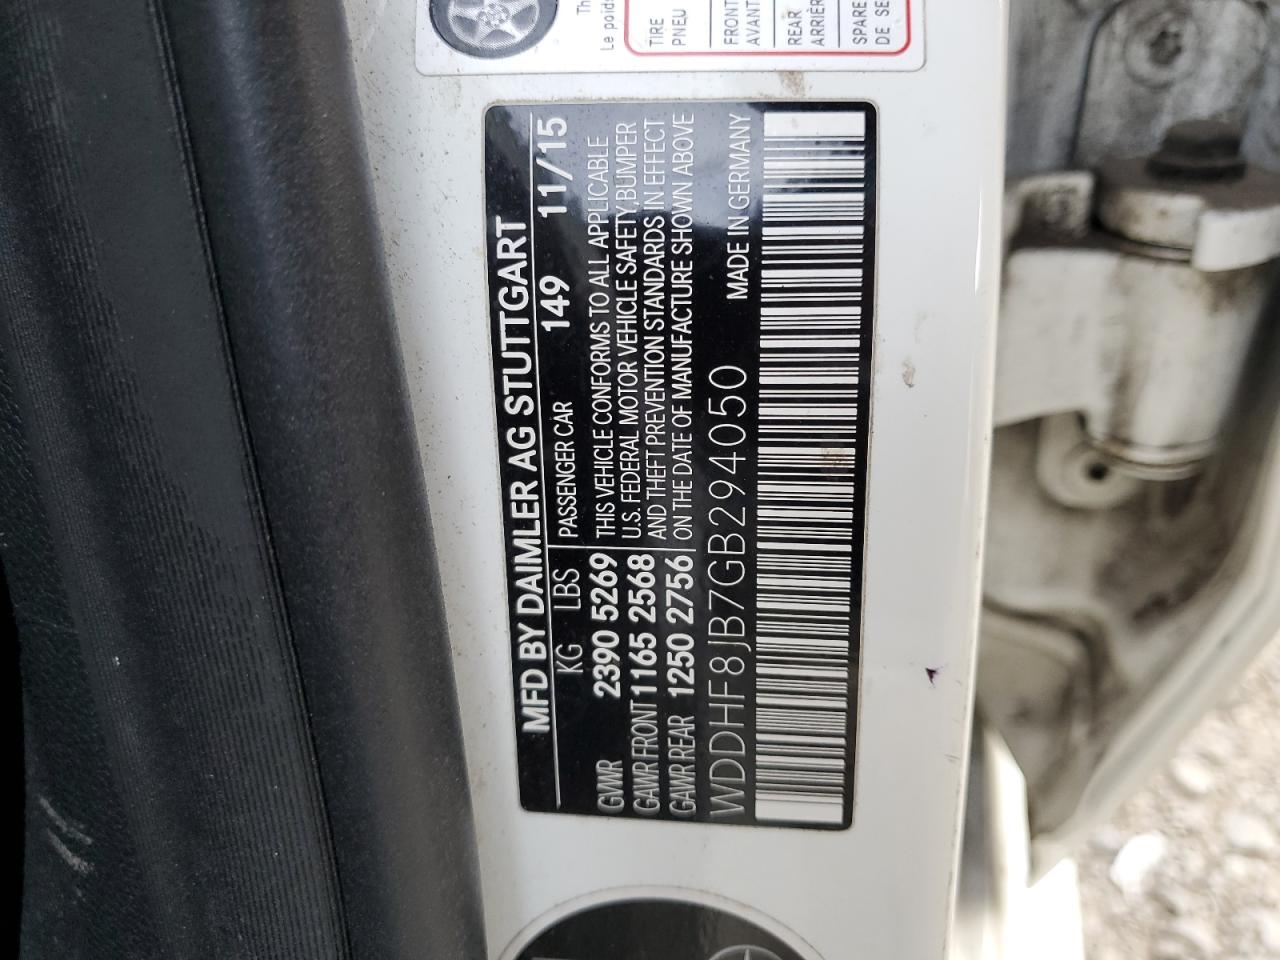 Th
Le poids
TIRE
PNEU
FRONT
AVANT
REAR
ARRIÈR
SPARE
DE SE
MFD BY DAIMLER AG STUTTGART
KG LBS PASSENGER CAR 149 11/15
GVWR 2390 5269 THIS VEHICLE CONFORMS TO ALL APPLICABLE
GAWR FRONT 1165 2568 U.S. FEDERAL MOTOR VEHICLE SAFETY,BUMPER
GAWR REAR 1250 2756 AND THEFT PREVENTION STANDARDS IN EFFECT
ON THE DATE OF MANUFACTURE SHOWN ABOVE
WDDHF8JB7GB294050 MADE IN GERMANY